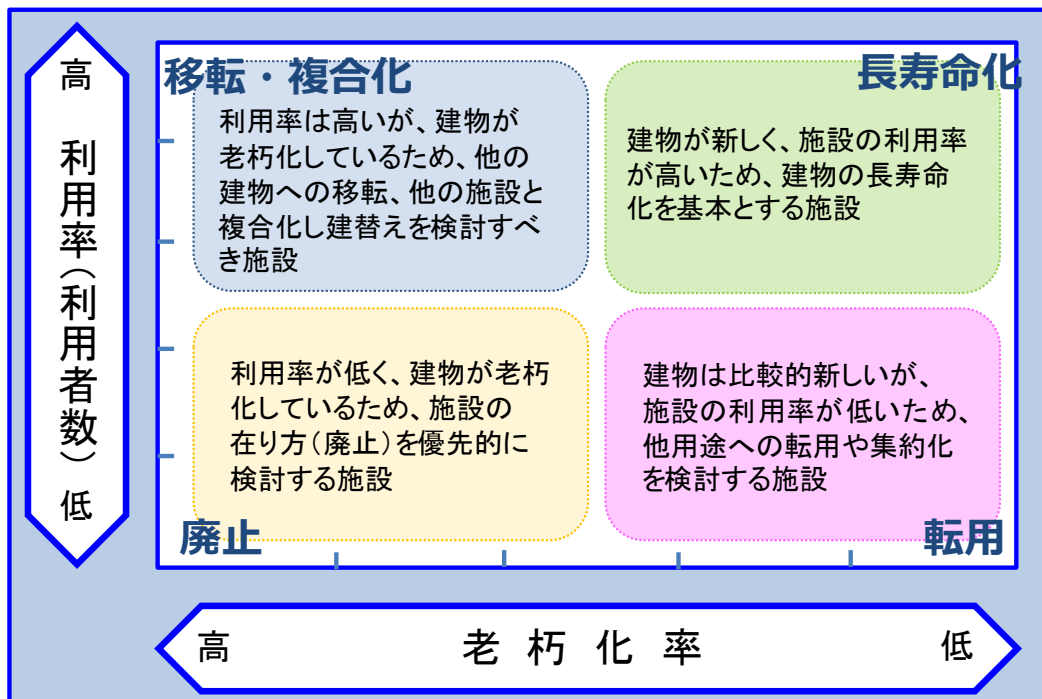 高
利用率(利用者数)
低
移転・複合化
利用率は高いが、建物が
老朽化しているため、他の
建物への移転、他の施設と
複合化し建替えを検討すべ
き施設
長寿命化
建物が新しく、施設の利用率
が高いため、建物の長寿命
化を基本とする施設
利用率が低く、建物が老朽
化しているため、施設の
在り方(廃止)を優先的に
検討する施設
廃止
建物は比較的新しいが、
施設の利用率が低いため、
他用途への転用や集約化
を検討する施設
転用
高 老朽化率 低